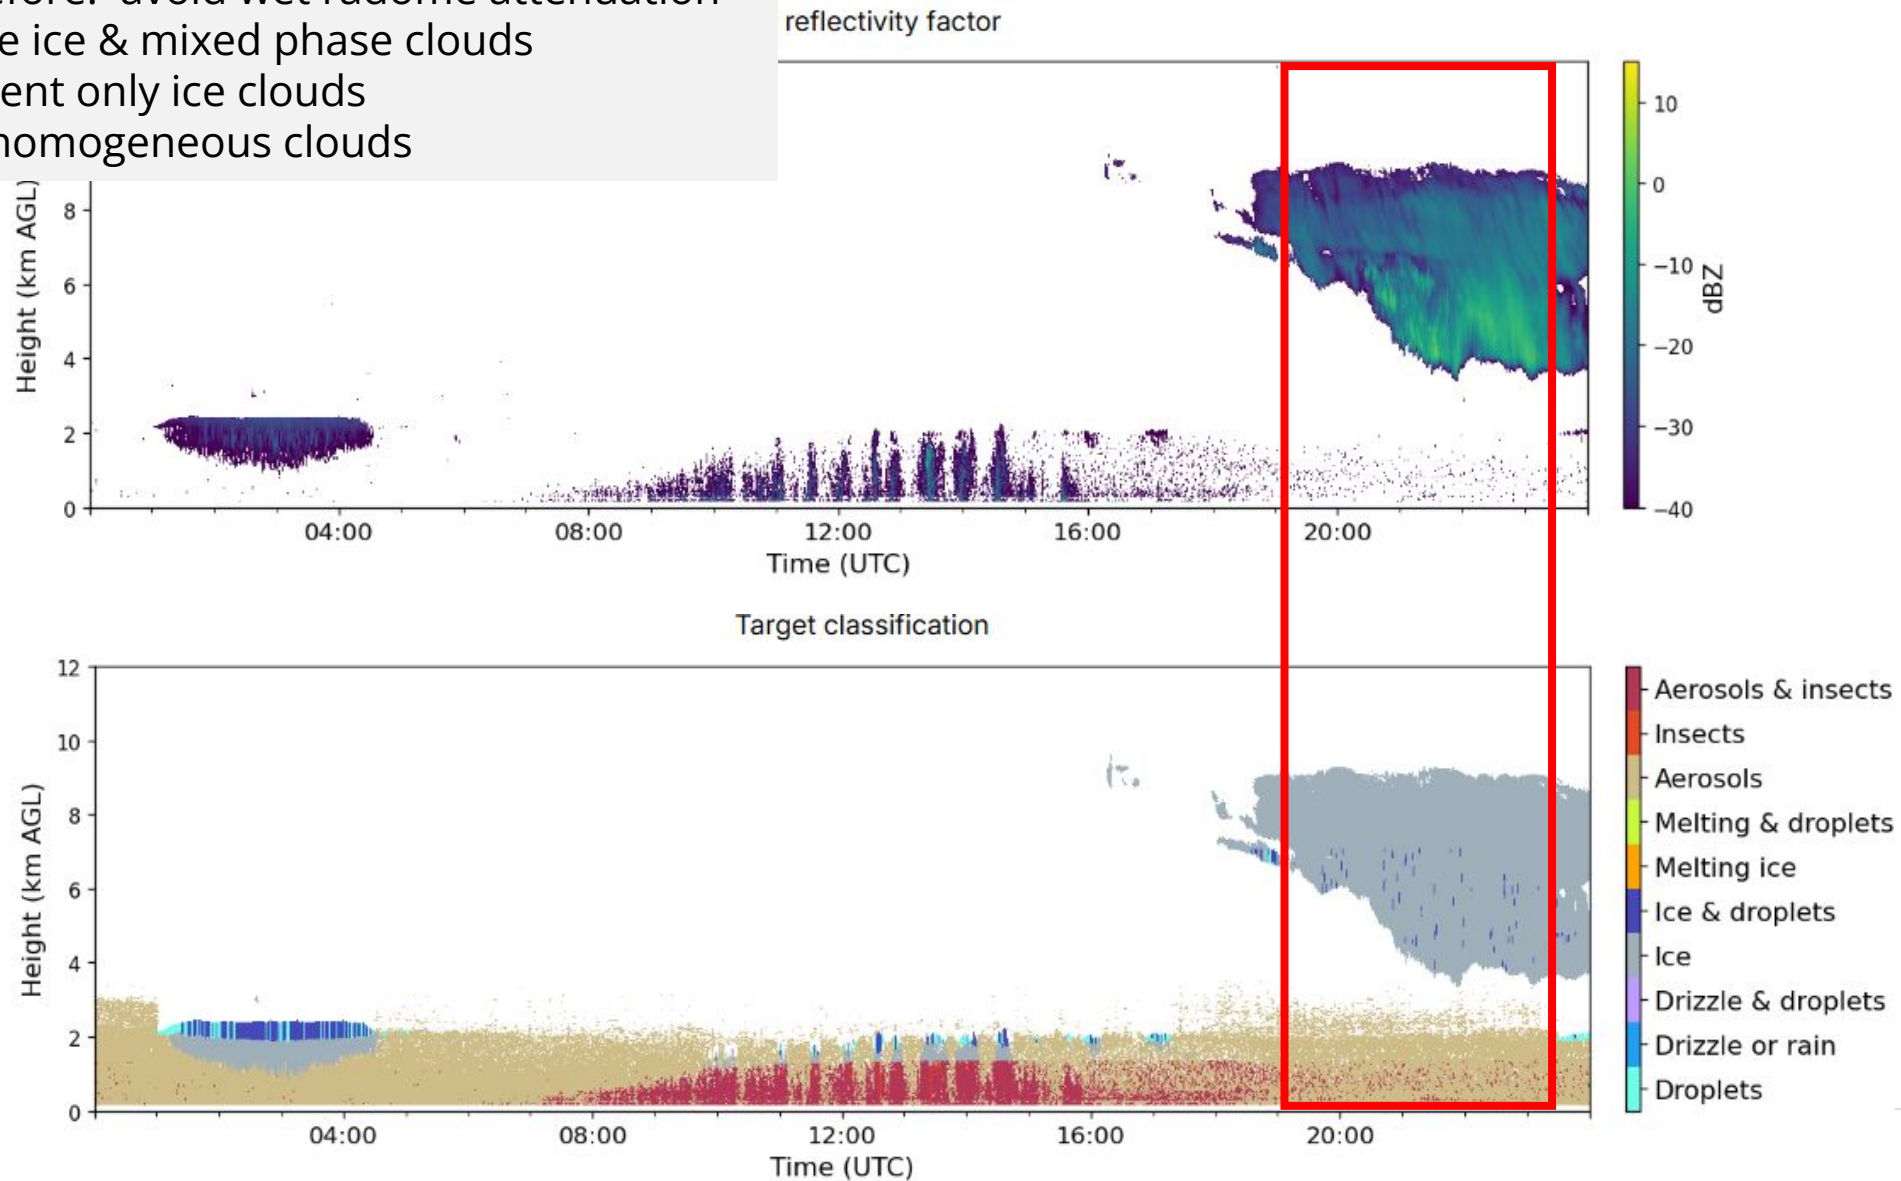 avoid wet radome attenuation
ice & mixed phase clouds
only ice clouds
homogeneous clouds
reflectivity factor
Height (km AGL)
8
6
4
2
0
04:00
08:00
12:00
16:00
20:00
Time (UTC)
10
0
−10
−20
−30
−40
dBZ
Target classification
Height (km AGL)
12
10
8
6
4
2
0
04:00
08:00
12:00
16:00
20:00
Time (UTC)
Aerosols & insects
Insects
Aerosols
Melting & droplets
Melting ice
Ice & droplets
Ice
Drizzle & droplets
Drizzle or rain
Droplets